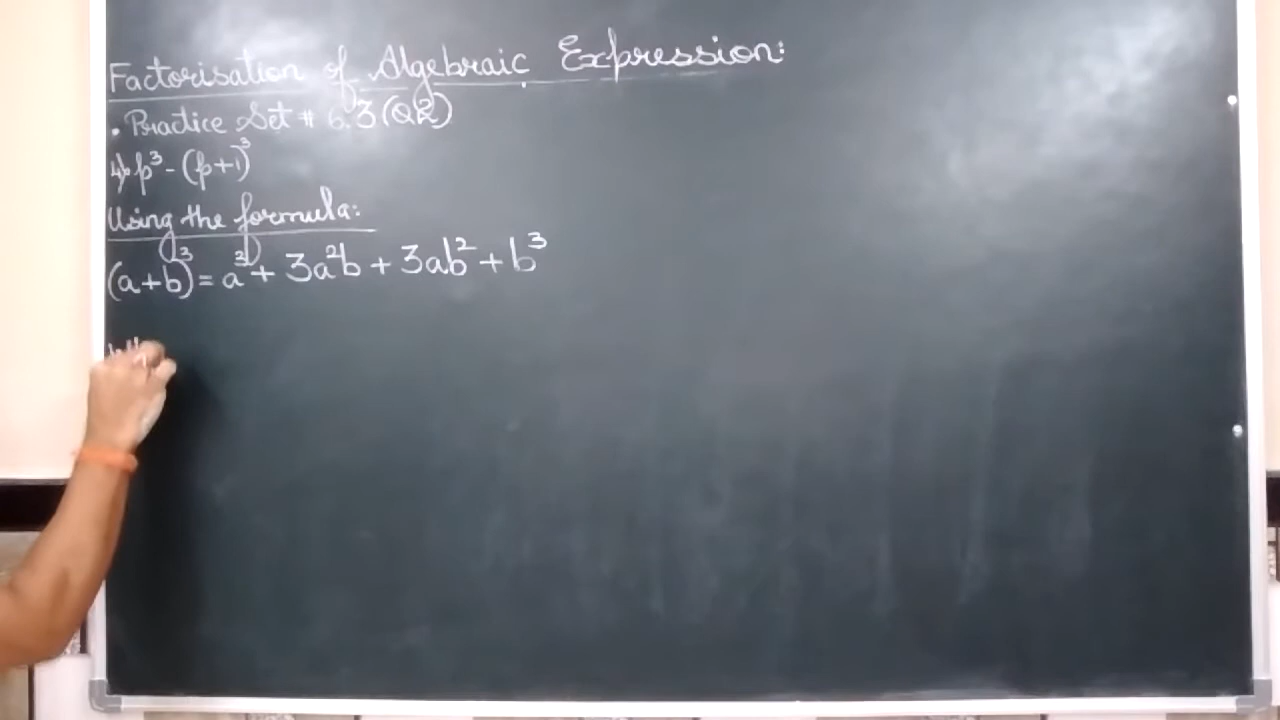 Factorisation of Algebraic Expression:
• Practice Set # 6.3 (Q2)
4) p³ - (p+1)³
Using the formula:
(a+b)³ = a³ + 3a²b + 3ab² + b³